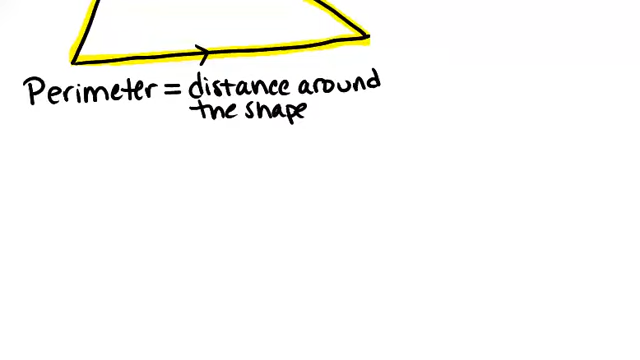 Perimeter = distance around
the shape